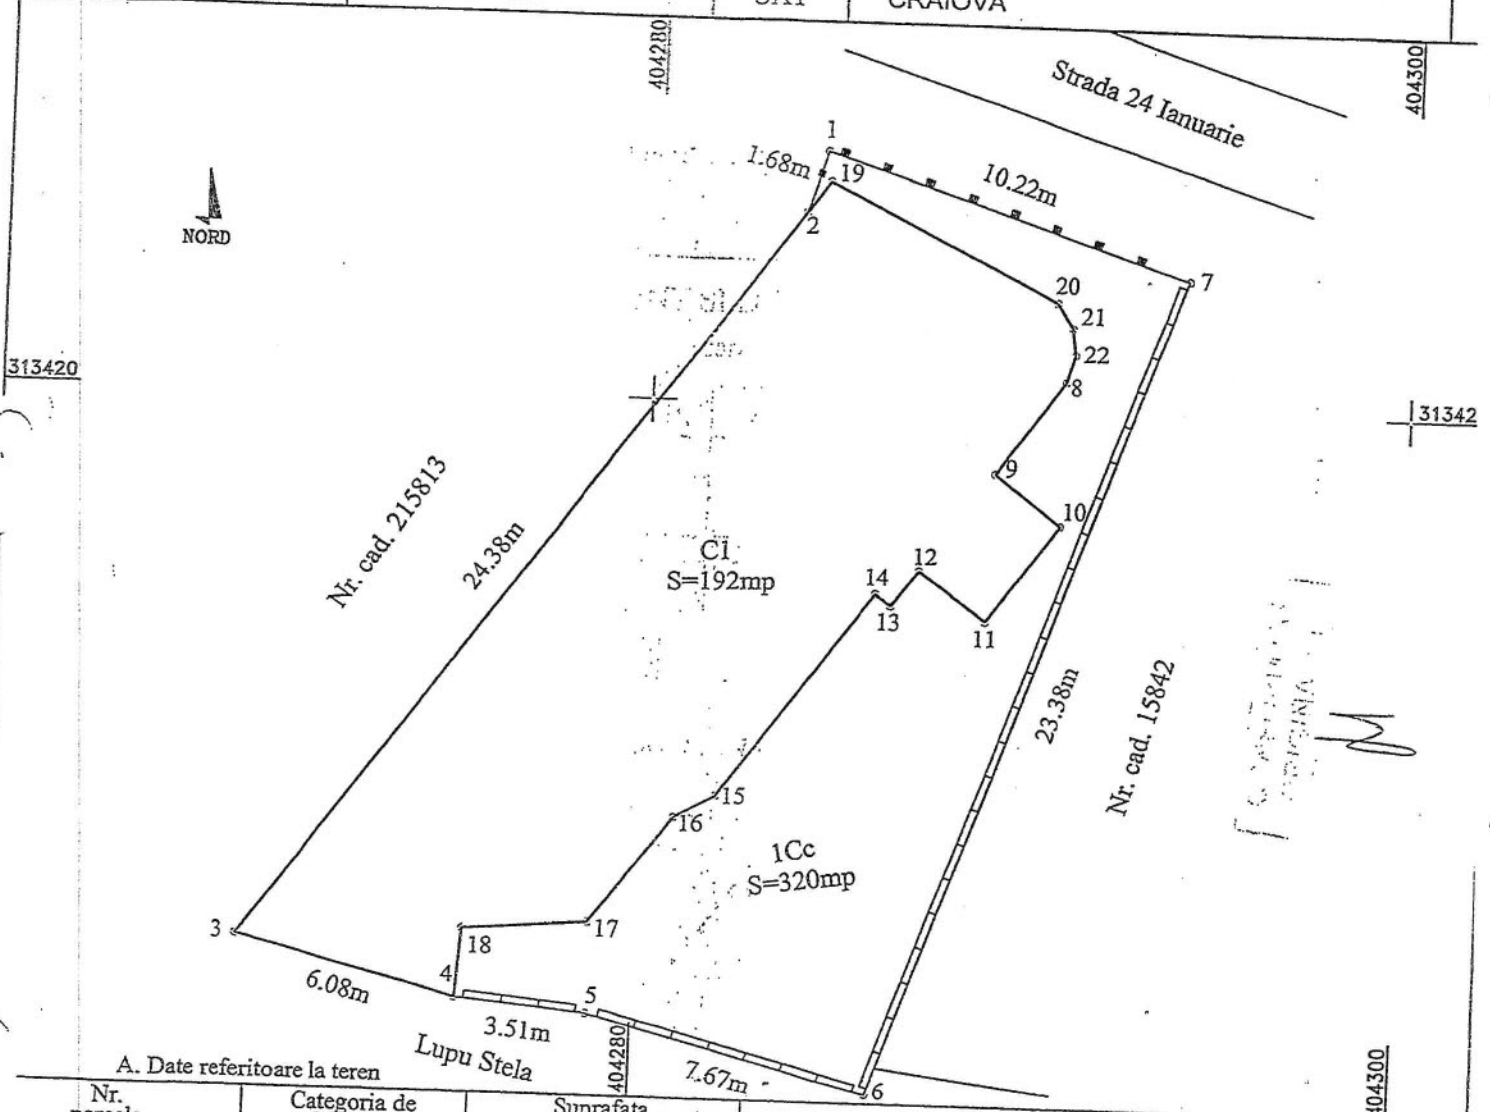 CRAIOVA
404280
404300
Strada 24 Ianuarie
1
1.68m
19
10.22m
2
NORD
7
20
21
22
8
313420
31342
9
Nr. cad. 215813
24.38m
10
C1
S=192mp
12
14
13
11
23.38m
Nr. cad. 15842
15
16
1Cc
S=320mp
3
17
18
4
6.08m
5
3.51m
Lupu Stela
404280
7.67m
6
404300
A. Date referitoare la teren
Nr.
Categoria de
Suprafata